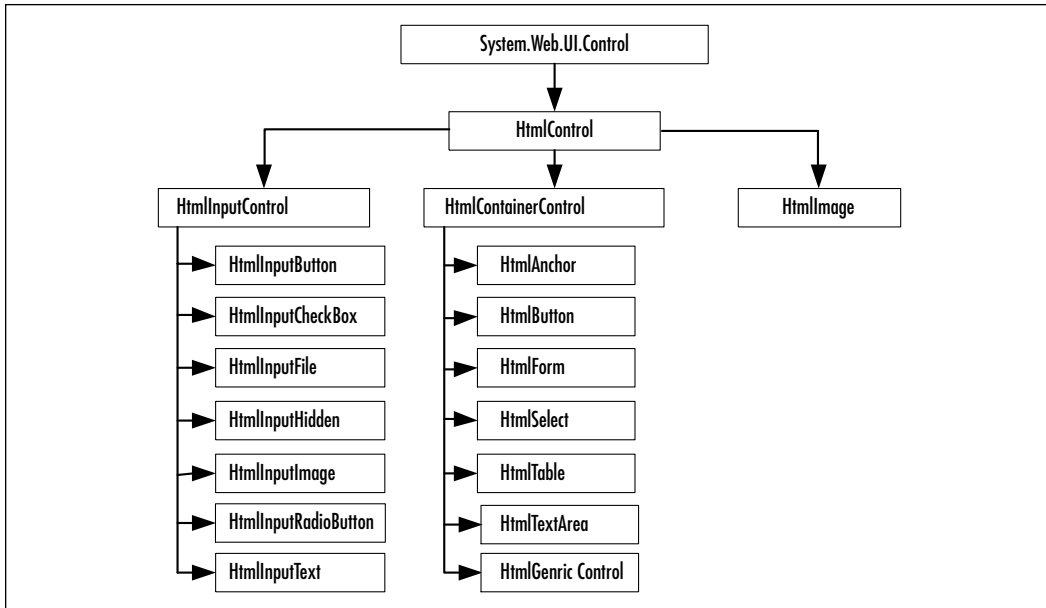 System.Web.UI.Control
HtmlControl
HtmlInputControl
HtmlContainerControl
HtmlImage
HtmlInputButton
HtmlInputCheckBox
HtmlInputFile
HtmlInputHidden
HtmlInputImage
HtmlInputRadioButton
HtmlInputText
HtmlAnchor
HtmlButton
HtmlForm
HtmlSelect
HtmlTable
HtmlTextArea
HtmlGenric Control